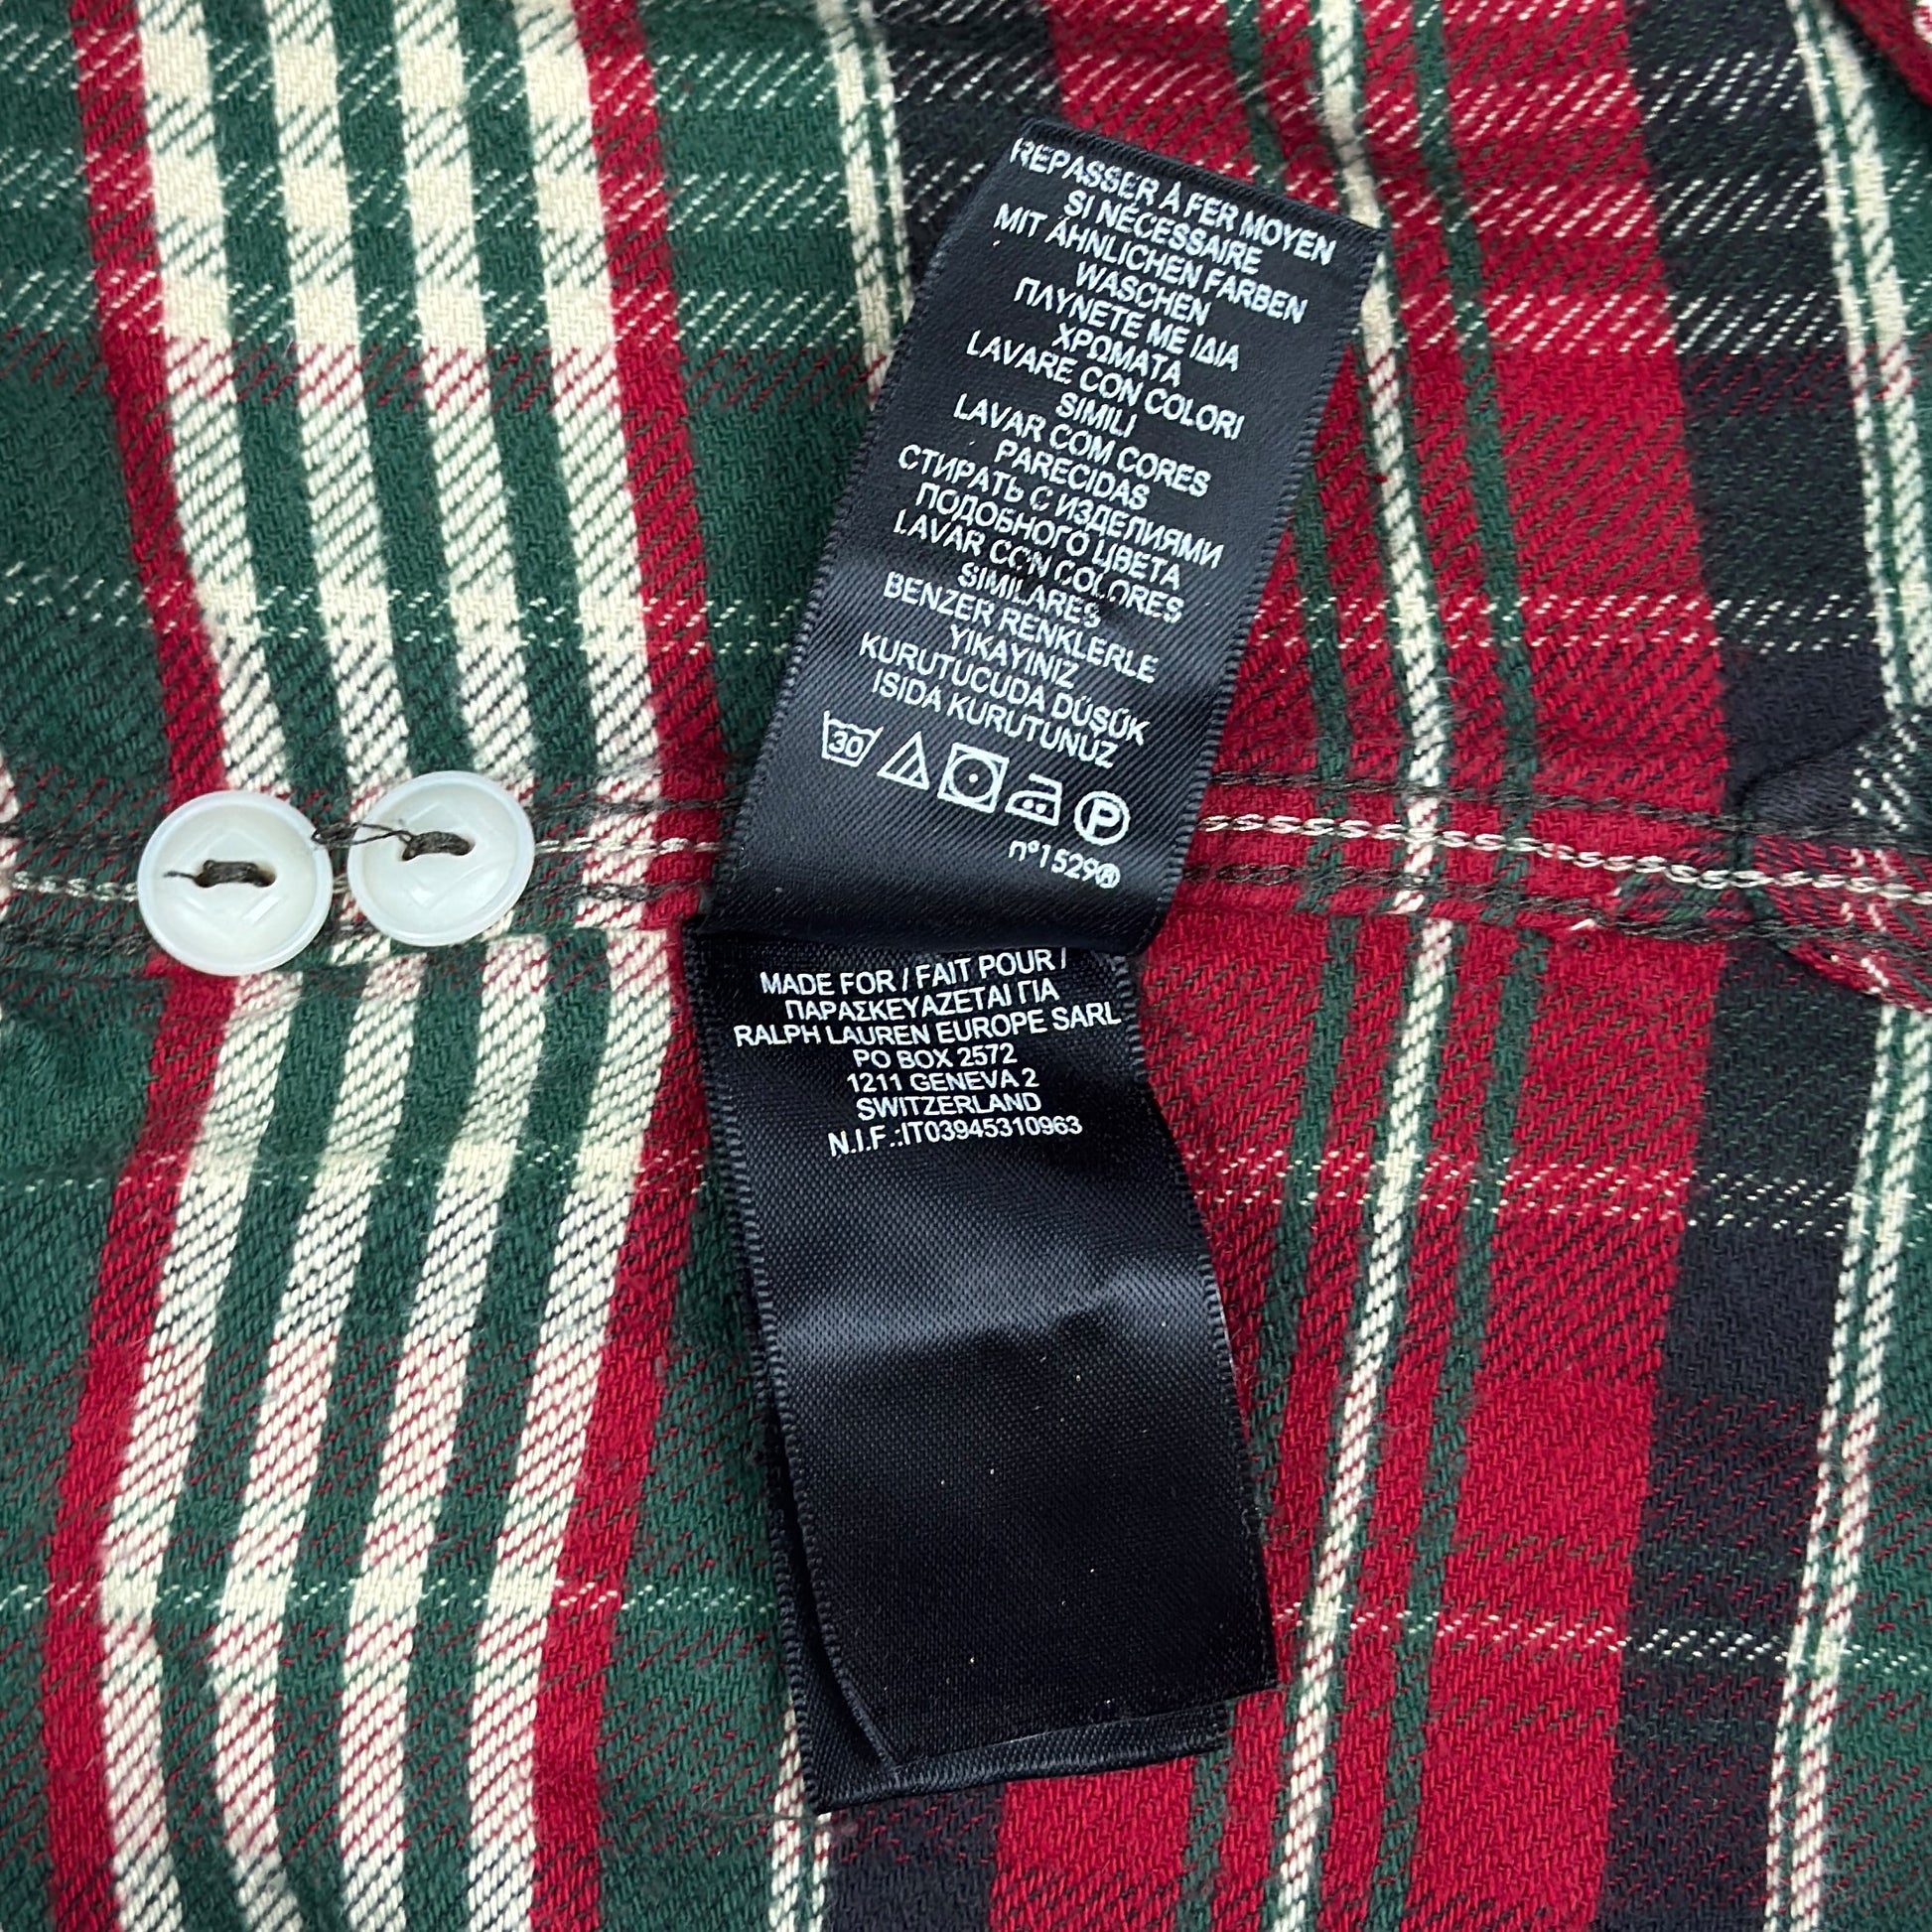 REPASSER À FER MOYEN
SI NÉCESSAIRE
MIT ÄHNLICHEN FARBEN
WASCHEN
ΠΛΥΝΕΤΕ ΜΕ ΙΔΙΑ
ΧΡΩΜΑΤΑ
LAVARE CON COLORI
SIMILI
LAVAR COM CORES
PARECIDAS
СТИРАТЬ С ИЗДЕЛИЯМИ
ПОДОБНОГО ЦВЕТА
LAVAR CON COLORES
SIMILARES
BENZER RENKLERLE
YIKAYINIZ
KURUTUCUDA DÜŞÜK
ISIDA KURUTUNUZ
30 P
n°1529®
MADE FOR / FAIT POUR /
ΠΑΡΑΣΚΕΥΑΖΕΤΑΙ ΓΙΑ
RALPH LAUREN EUROPE SARL
PO BOX 2572
1211 GENEVA 2
SWITZERLAND
N.I.F.:IT03945310963